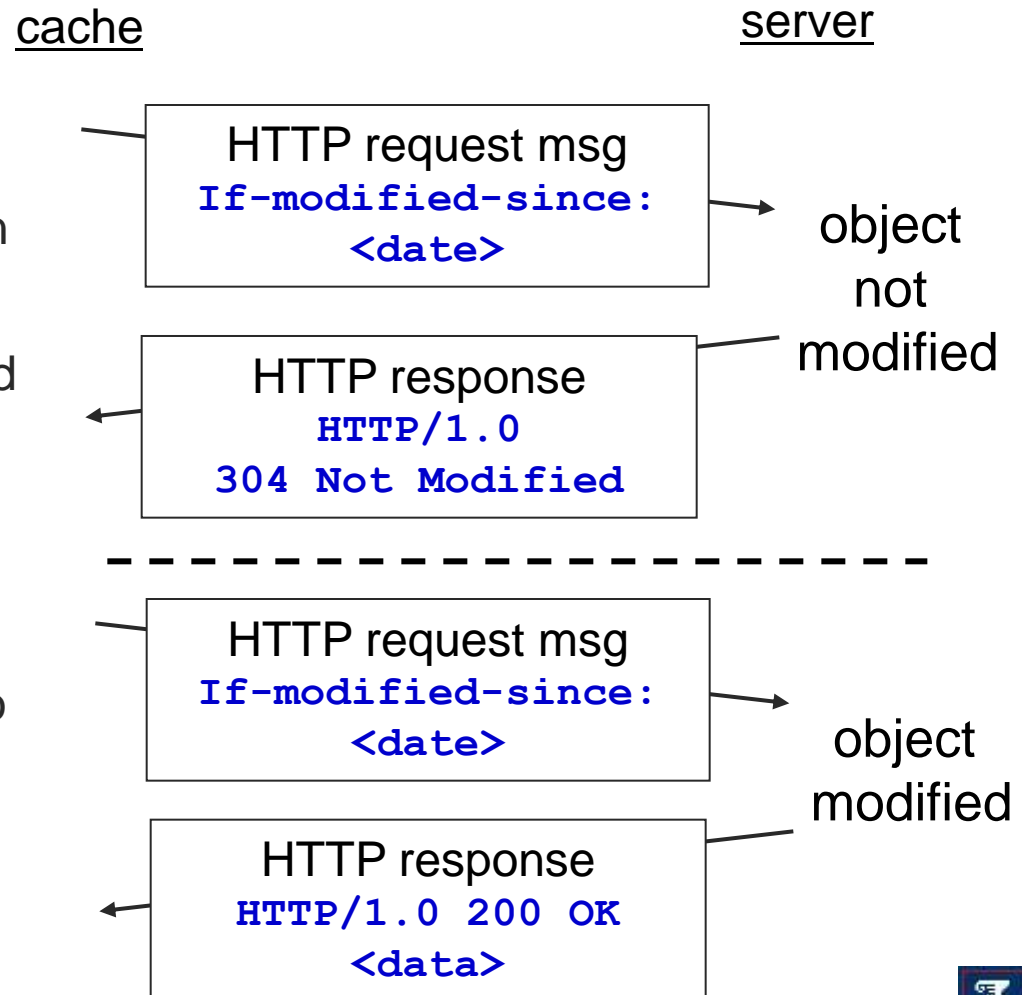 cache
server
HTTP request msg
If-modified-since:
<date>
object
not
modified
HTTP response
HTTP/1.0
304 Not Modified
HTTP request msg
If-modified-since:
<date>
object
modified
HTTP response
HTTP/1.0 200 OK
<data>